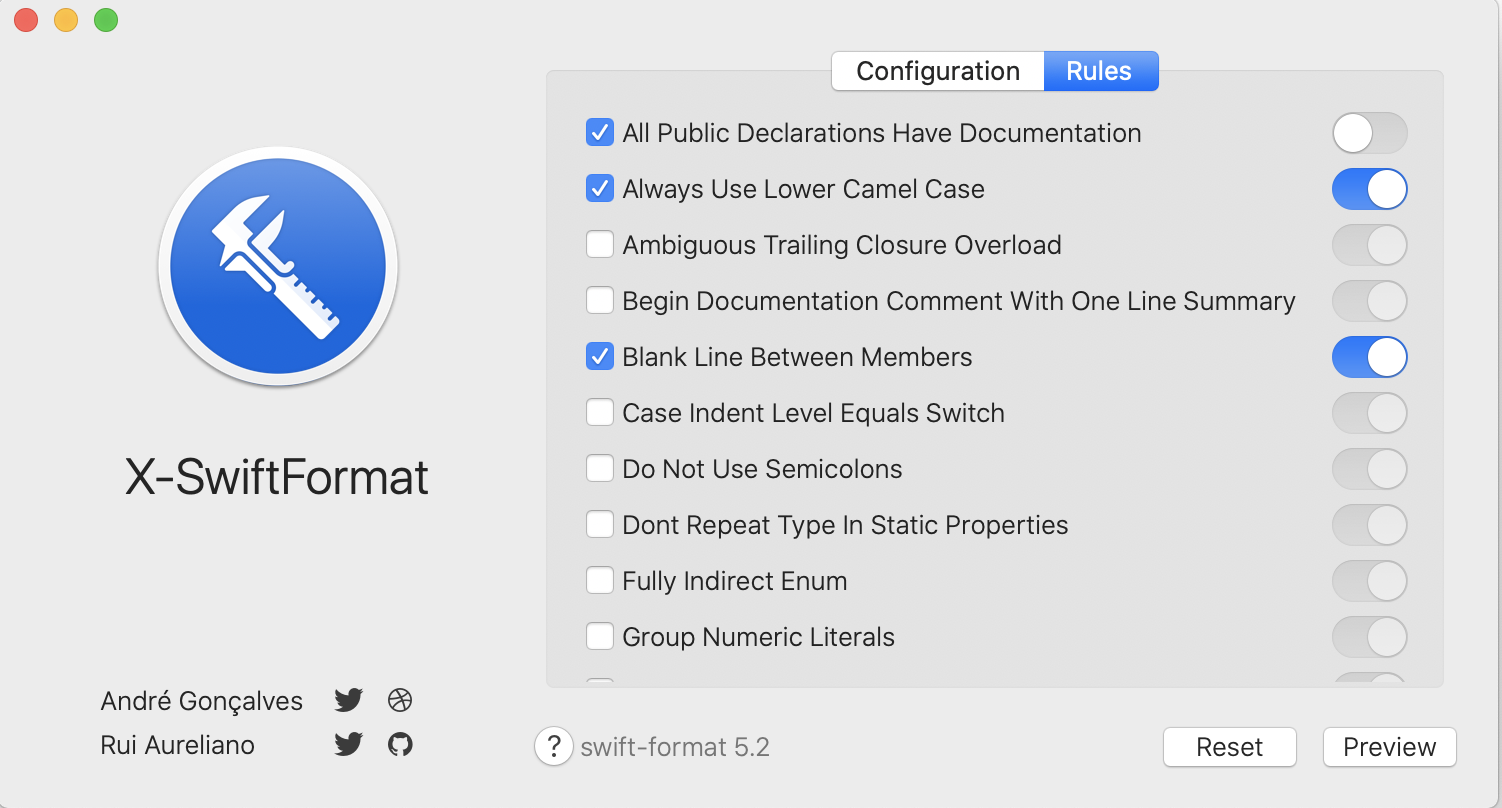 Configuration
Rules
All Public Declarations Have Documentation
Always Use Lower Camel Case
Ambiguous Trailing Closure Overload
Begin Documentation Comment With One Line Summary
Blank Line Between Members
Case Indent Level Equals Switch
Do Not Use Semicolons
Dont Repeat Type In Static Properties
Fully Indirect Enum
Group Numeric Literals
X-SwiftFormat
André Gonçalves
Rui Aureliano
? swift-format 5.2
Reset
Preview